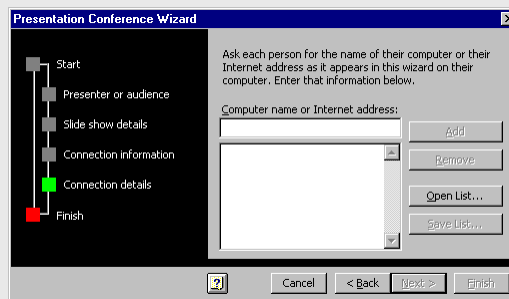 Presentation Conference Wizard
Start
Presenter or audience
Slide show details
Connection information
Connection details
Finish
Ask each person for the name of their computer or their
Internet address as it appears in this wizard on their
computer. Enter that information below.
Computer name or Internet address:
Add
Remove
Open List...
Save List...
Cancel
< Back
Next >
Finish